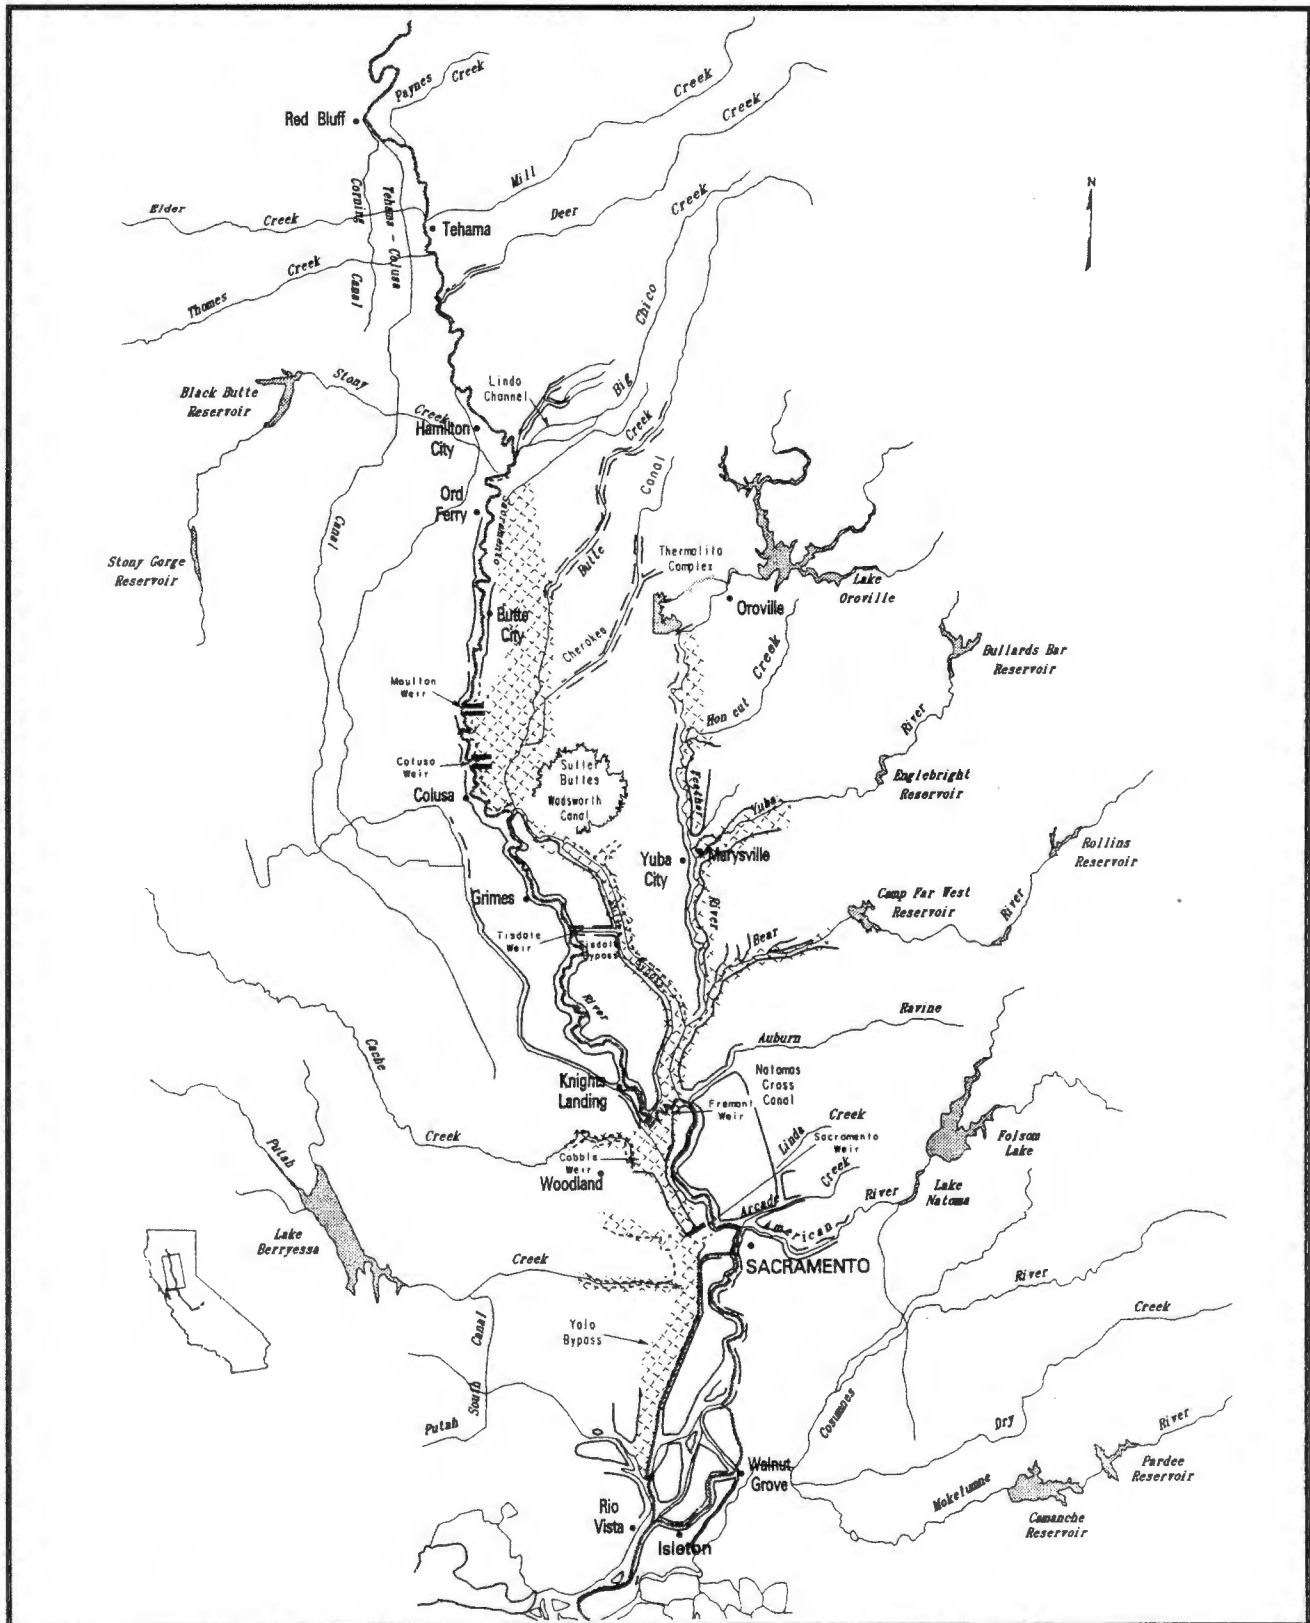 Paynes Creek
Red Bluff
Creek
Creek
Mill
Deer
Creek
N
Elder Creek
Corning Canal
Tehama - Colusa
Canal
Tehama
Thomes Creek
Chico
Big
Black Butte
Reservoir
Stony
Creek
Lindo
Channel
Hamilton
City
Creek
Canal
Ord
Ferry
Sacramento
Stony Gorge
Reservoir
Butte
Thermalito
Complex
Lake
Oroville
Oroville
Butte
City
Cherokee
Creek
Bullards Bar
Reservoir
Moulton
Weir
Hon cut
River
Colusa
Weir
Sutter
Buttes
Feather
Englebright
Reservoir
Colusa
Wadsworth
Canal
Yuba
Yuba
City
Marysville
Rollins
Reservoir
Grimes
Camp Far West
Reservoir
Tisdale
Weir
Tisdale
Bypass
River
Bear
River
River
Ravine
Auburn
Cache
Natomas
Cross
Canal
Knights
Landing
Fremont
Weir
Creek
Linda
Folsom
Lake
Creek
Putah
Cobble
Weir
Sacramento
Weir
Woodland
Creek
Lake
Natoma
Arcade
River
American
Lake
Berryessa
SACRAMENTO
Creek
River
Creek
Yolo
Bypass
Canal
South
Putah
Cosumnes
Dry
River
Walnut
Grove
Pardee
Reservoir
Mokelumne
Rio
Vista
Camanche
Reservoir
Isleton